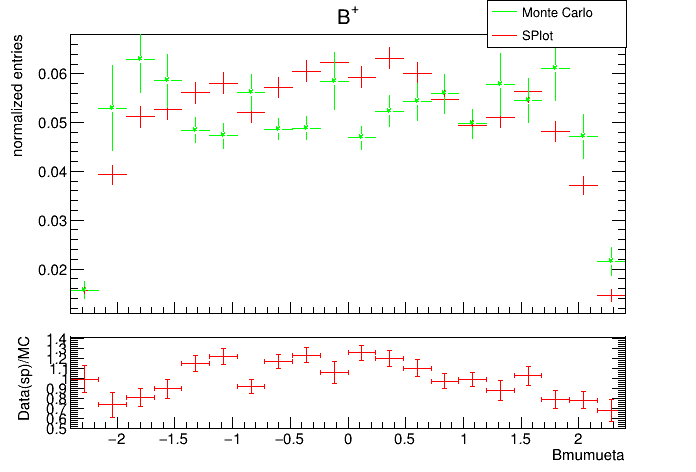 B+
Monte Carlo
SPlot
normalized entries
0.06
0.05
0.04
0.03
0.02
Data(sp)/MC
1.4
1.3
1.2
1.1
1
0.9
0.8
0.7
0.6
0.5
−2 −1.5 −1 −0.5 0 0.5 1 1.5 2
Bmumueta